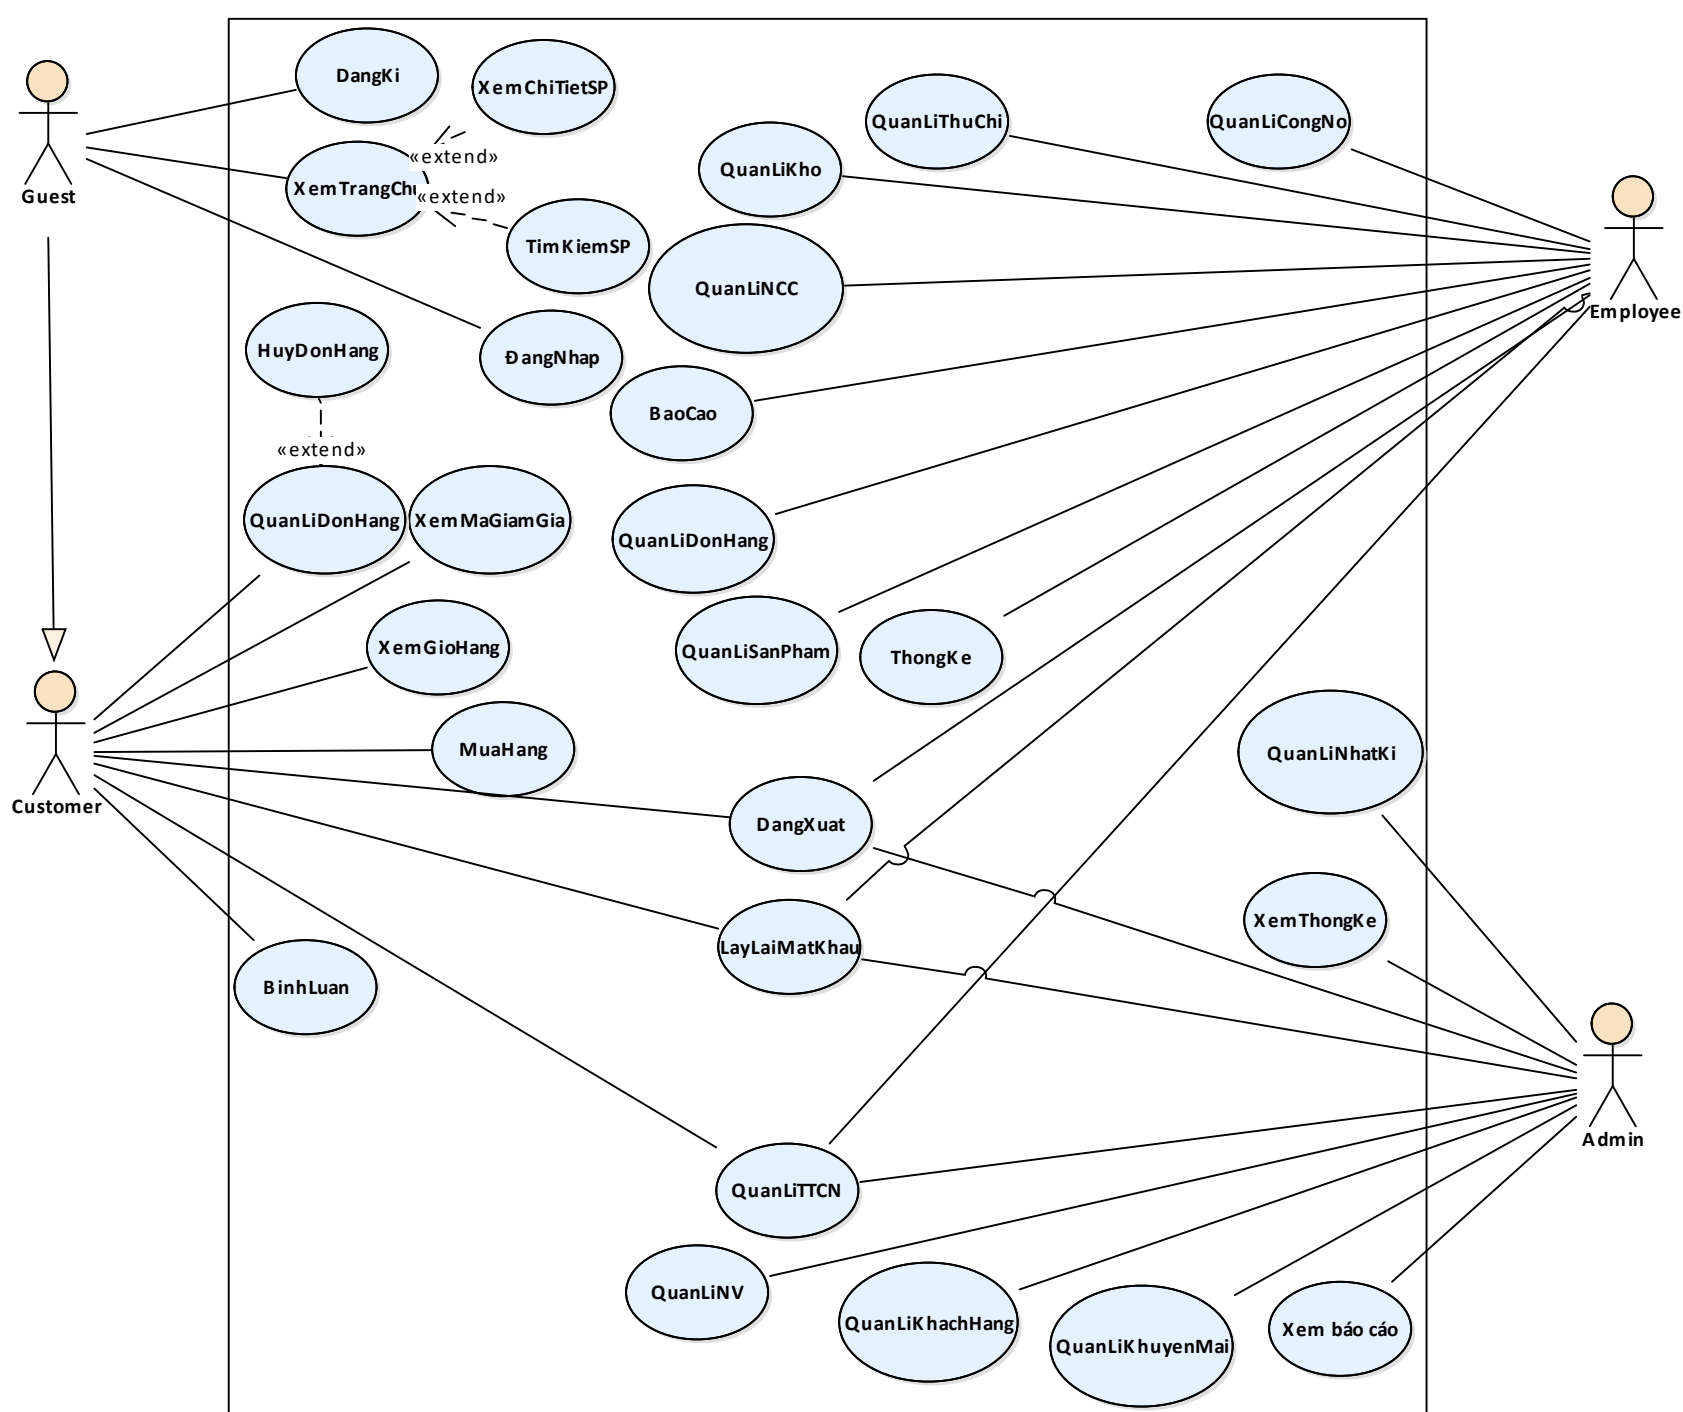 DangKi
XemChiTietSP
QuanLiThuChi
QuanLiCongNo
«extend»
QuanLiKho
XemTrangChu
«extend»
Guest
TimKiemSP
QuanLiNCC
Employee
HuyDonHang
ĐangNhap
BaoCao
«extend»
QuanLiDonHang
XemMaGiamGia
QuanLiDonHang
XemGioHang
QuanLiSanPham
ThongKe
MuaHang
QuanLiNhatKi
Customer
DangXuat
XemThongKe
LayLaiMatKhau
BinhLuan
Admin
QuanLiTTCN
QuanLiNV
QuanLiKhachHang
Xem báo cáo
QuanLiKhuyenMai